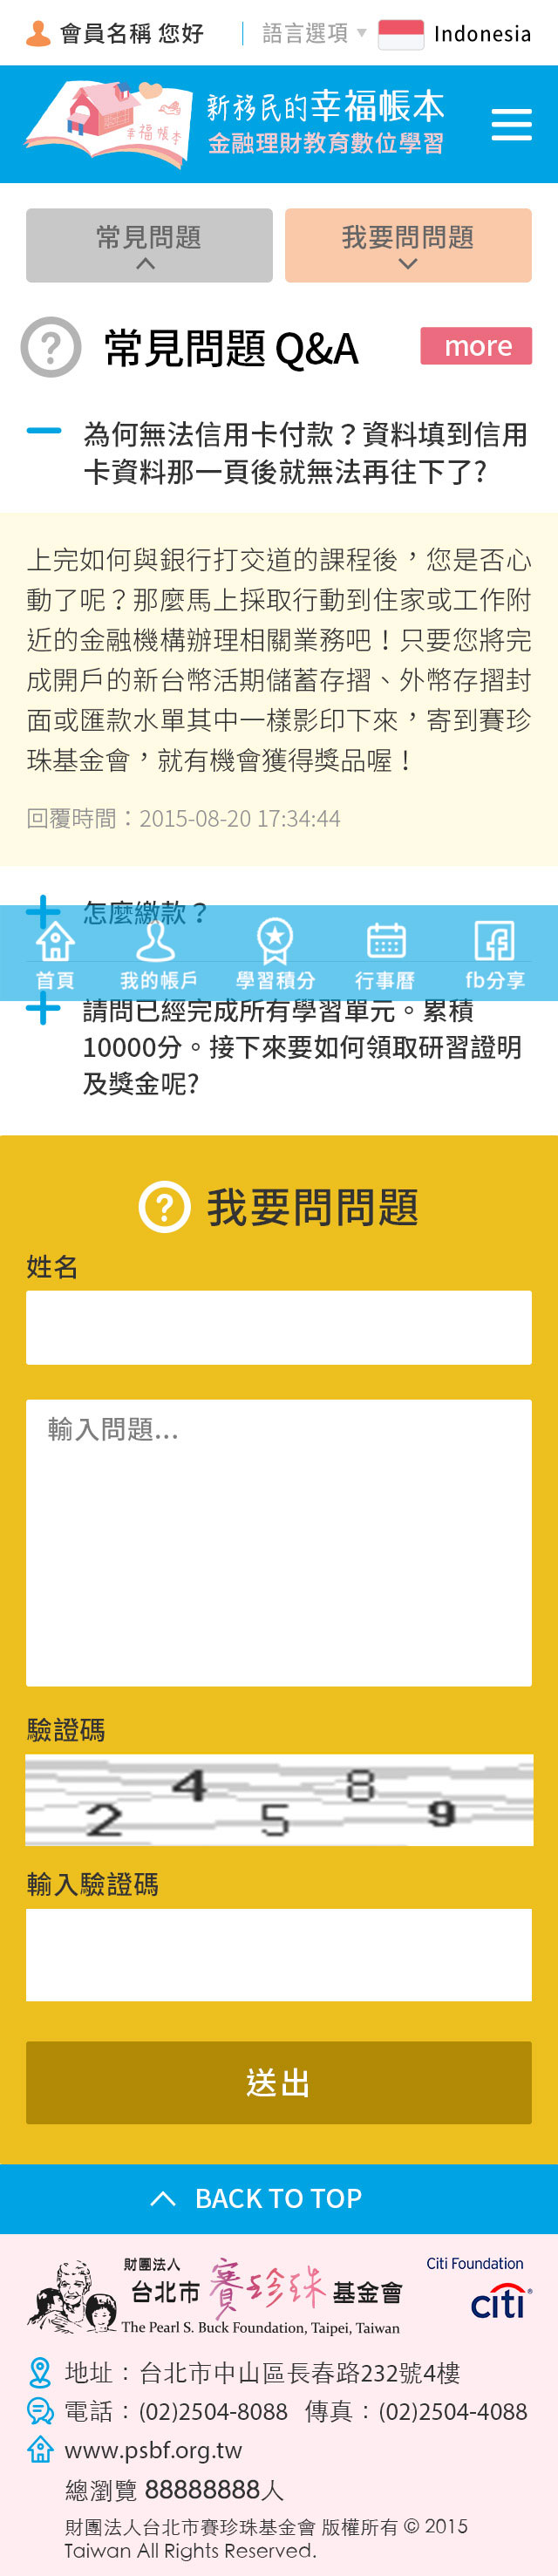 會員名稱 您好 語言選項 Indonesia
幸福帳本
新移民的幸福帳本
金融理財教育數位學習
常見問題 我要問問題
常見問題 Q&A more
為何無法信用卡付款？資料填到信用
卡資料那一頁後就無法再往下了?
上完如何與銀行打交道的課程後，您是否心
動了呢？那麼馬上採取行動到住家或工作附
近的金融機構辦理相關業務吧！只要您將完
成開戶的新台幣活期儲蓄存摺、外幣存摺封
面或匯款水單其中一樣影印下來，寄到賽珍
珠基金會，就有機會獲得獎品喔！
回覆時間：2015-08-20 17:34:44
怎麼繳款？
首頁 我的帳戶 學習積分 行事曆 fb分享
請問已經完成所有學習單元。累積
10000分。接下來要如何領取研習證明
及獎金呢?
我要問問題
姓名
輸入問題...
驗證碼
2 4 5 8 9
輸入驗證碼
送出
BACK TO TOP
財團法人
台北市賽珍珠基金會
The Pearl S. Buck Foundation, Taipei, Taiwan
Citi Foundation
citi
地址：台北市中山區長春路232號4樓
電話：(02)2504-8088 傳真：(02)2504-4088
www.psbf.org.tw
總瀏覽 88888888人
財團法人台北市賽珍珠基金會 版權所有 © 2015
Taiwan All Rights Reserved.